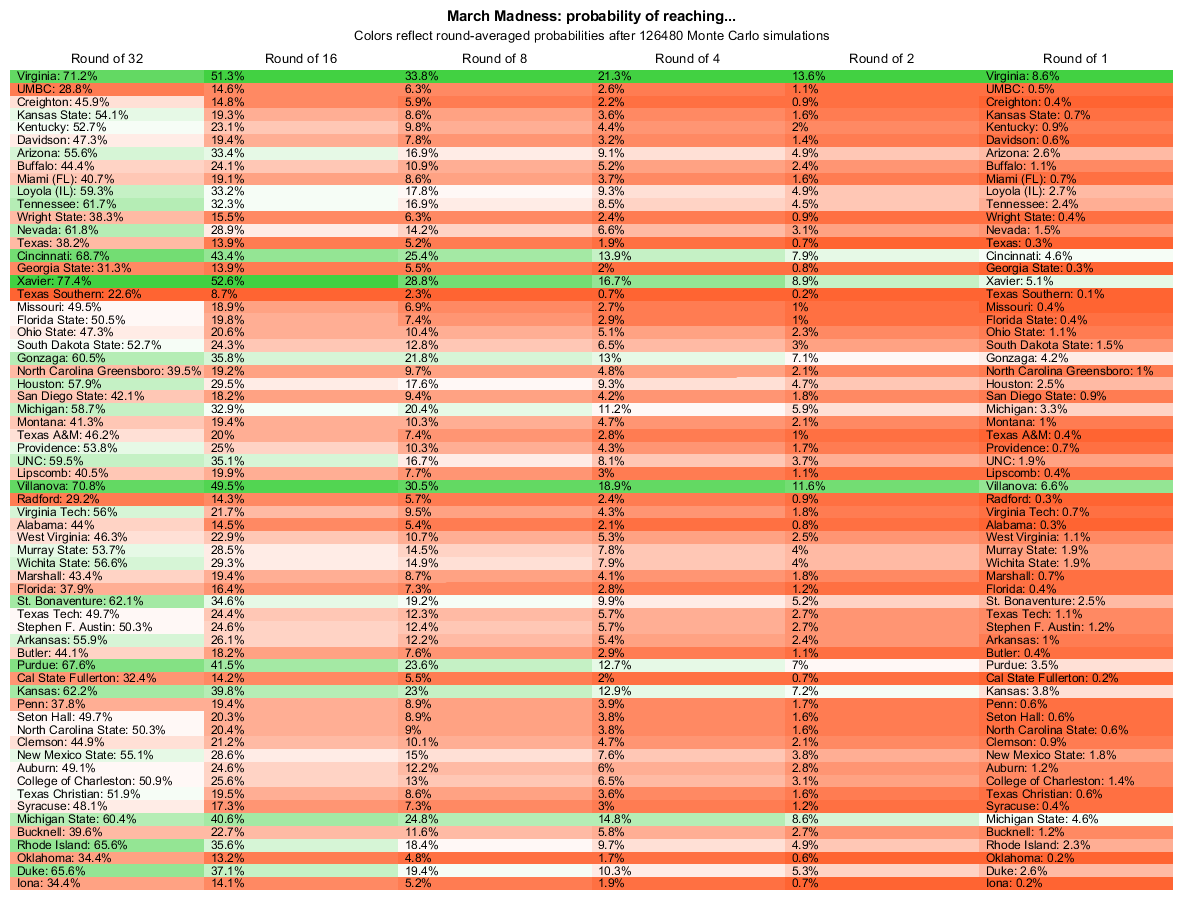 March Madness: probability of reaching...
Colors reflect round-averaged probabilities after 126480 Monte Carlo simulations
Round of 32 Round of 16 Round of 8 Round of 4 Round of 2 Round of 1
Virginia: 71.2% 51.3% 33.8% 21.3% 13.6% Virginia: 8.6%
UMBC: 28.8% 14.6% 6.3% 2.6% 1.1% UMBC: 0.5%
Creighton: 45.9% 14.8% 5.9% 2.2% 0.9% Creighton: 0.4%
Kansas State: 54.1% 19.3% 8.6% 3.6% 1.6% Kansas State: 0.7%
Kentucky: 52.7% 23.1% 9.8% 4.4% 2% Kentucky: 0.9%
Davidson: 47.3% 19.4% 7.8% 3.2% 1.4% Davidson: 0.6%
Arizona: 55.6% 33.4% 16.9% 9.1% 4.9% Arizona: 2.6%
Buffalo: 44.4% 24.1% 10.9% 5.2% 2.4% Buffalo: 1.1%
Miami (FL): 40.7% 19.1% 8.6% 3.7% 1.6% Miami (FL): 0.7%
Loyola (IL): 59.3% 33.2% 17.8% 9.3% 4.9% Loyola (IL): 2.7%
Tennessee: 61.7% 32.3% 16.9% 8.5% 4.5% Tennessee: 2.4%
Wright State: 38.3% 15.5% 6.3% 2.4% 0.9% Wright State: 0.4%
Nevada: 61.8% 28.9% 14.2% 6.6% 3.1% Nevada: 1.5%
Texas: 38.2% 13.9% 5.2% 1.9% 0.7% Texas: 0.3%
Cincinnati: 68.7% 43.4% 25.4% 13.9% 7.9% Cincinnati: 4.6%
Georgia State: 31.3% 13.9% 5.5% 2% 0.8% Georgia State: 0.3%
Xavier: 77.4% 52.6% 28.8% 16.7% 8.9% Xavier: 5.1%
Texas Southern: 22.6% 8.7% 2.3% 0.7% 0.2% Texas Southern: 0.1%
Missouri: 49.5% 18.9% 6.9% 2.7% 1% Missouri: 0.4%
Florida State: 50.5% 19.8% 7.4% 2.9% 1% Florida State: 0.4%
Ohio State: 47.3% 20.6% 10.4% 5.1% 2.3% Ohio State: 1.1%
South Dakota State: 52.7% 24.3% 12.8% 6.5% 3% South Dakota State: 1.5%
Gonzaga: 60.5% 35.8% 21.8% 13% 7.1% Gonzaga: 4.2%
North Carolina Greensboro: 39.5% 19.2% 9.7% 4.8% 2.1% North Carolina Greensboro: 1%
Houston: 57.9% 29.5% 17.6% 9.3% 4.7% Houston: 2.5%
San Diego State: 42.1% 18.2% 9.4% 4.2% 1.8% San Diego State: 0.9%
Michigan: 58.7% 32.9% 20.4% 11.2% 5.9% Michigan: 3.3%
Montana: 41.3% 19.4% 10.3% 4.7% 2.1% Montana: 1%
Texas A&M: 46.2% 20% 7.4% 2.8% 1% Texas A&M: 0.4%
Providence: 53.8% 25% 10.3% 4.3% 1.7% Providence: 0.7%
UNC: 59.5% 35.1% 16.7% 8.1% 3.7% UNC: 1.9%
Lipscomb: 40.5% 19.9% 7.7% 3% 1.1% Lipscomb: 0.4%
Villanova: 70.8% 49.5% 30.5% 18.9% 11.6% Villanova: 6.6%
Radford: 29.2% 14.3% 5.7% 2.4% 0.9% Radford: 0.3%
Virginia Tech: 56% 21.7% 9.5% 4.3% 1.8% Virginia Tech: 0.7%
Alabama: 44% 14.5% 5.4% 2.1% 0.8% Alabama: 0.3%
West Virginia: 46.3% 22.9% 10.7% 5.3% 2.5% West Virginia: 1.1%
Murray State: 53.7% 28.5% 14.5% 7.8% 4% Murray State: 1.9%
Wichita State: 56.6% 29.3% 14.9% 7.9% 4% Wichita State: 1.9%
Marshall: 43.4% 19.4% 8.7% 4.1% 1.8% Marshall: 0.7%
Florida: 37.9% 16.4% 7.3% 2.8% 1.2% Florida: 0.4%
St. Bonaventure: 62.1% 34.6% 19.2% 9.9% 5.2% St. Bonaventure: 2.5%
Texas Tech: 49.7% 24.4% 12.3% 5.7% 2.7% Texas Tech: 1.1%
Stephen F. Austin: 50.3% 24.6% 12.4% 5.7% 2.7% Stephen F. Austin: 1.2%
Arkansas: 55.9% 26.1% 12.2% 5.4% 2.4% Arkansas: 1%
Butler: 44.1% 18.2% 7.6% 2.9% 1.1% Butler: 0.4%
Purdue: 67.6% 41.5% 23.6% 12.7% 7% Purdue: 3.5%
Cal State Fullerton: 32.4% 14.2% 5.5% 2% 0.7% Cal State Fullerton: 0.2%
Kansas: 62.2% 39.8% 23% 12.9% 7.2% Kansas: 3.8%
Penn: 37.8% 19.4% 8.9% 3.9% 1.7% Penn: 0.6%
Seton Hall: 49.7% 20.3% 8.9% 3.8% 1.6% Seton Hall: 0.6%
North Carolina State: 50.3% 20.4% 9% 3.8% 1.6% North Carolina State: 0.6%
Clemson: 44.9% 21.2% 10.1% 4.7% 2.1% Clemson: 0.9%
New Mexico State: 55.1% 28.6% 15% 7.6% 3.8% New Mexico State: 1.8%
Auburn: 49.1% 24.6% 12.2% 6% 2.8% Auburn: 1.2%
College of Charleston: 50.9% 25.6% 13% 6.5% 3.1% College of Charleston: 1.4%
Texas Christian: 51.9% 19.5% 8.6% 3.6% 1.6% Texas Christian: 0.6%
Syracuse: 48.1% 17.3% 7.3% 3% 1.2% Syracuse: 0.4%
Michigan State: 60.4% 40.6% 24.8% 14.8% 8.6% Michigan State: 4.6%
Bucknell: 39.6% 22.7% 11.6% 5.8% 2.7% Bucknell: 1.2%
Rhode Island: 65.6% 35.6% 18.4% 9.7% 4.9% Rhode Island: 2.3%
Oklahoma: 34.4% 13.2% 4.8% 1.7% 0.6% Oklahoma: 0.2%
Duke: 65.6% 37.1% 19.4% 10.3% 5.3% Duke: 2.6%
Iona: 34.4% 14.1% 5.2% 1.9% 0.7% Iona: 0.2%